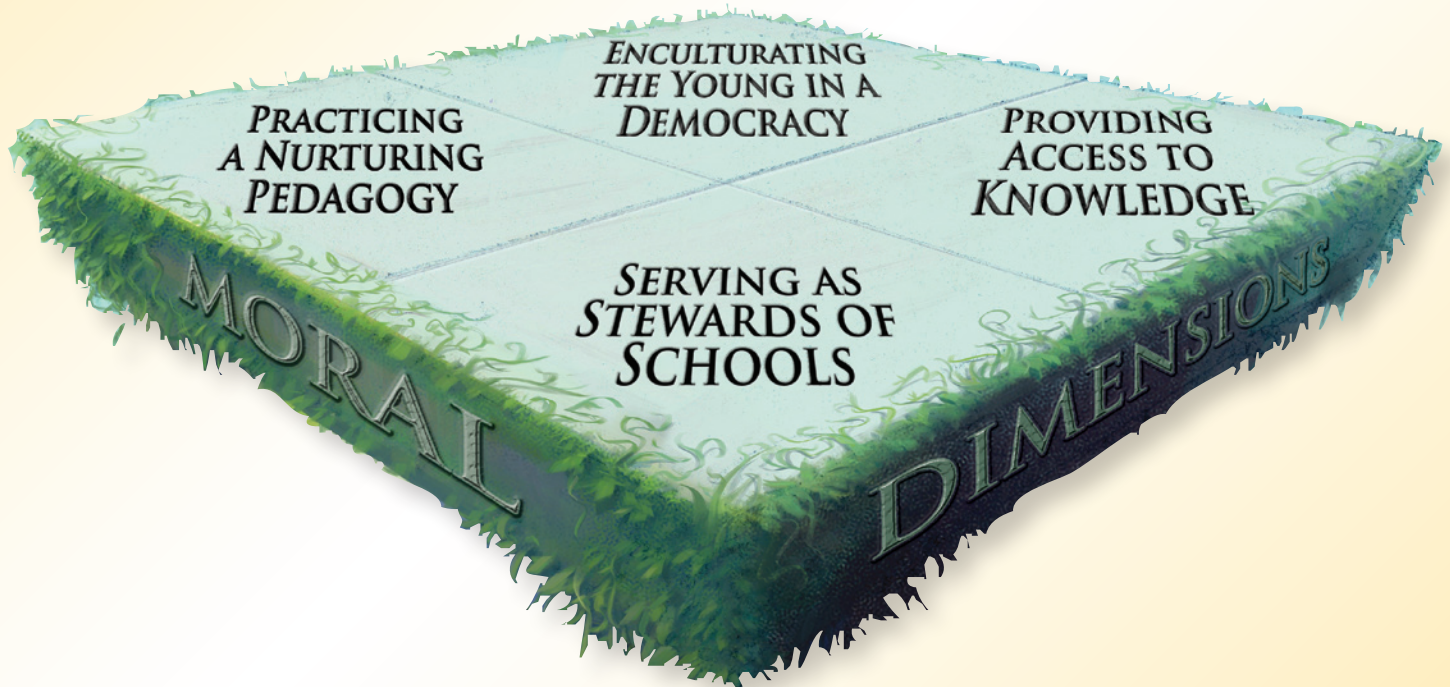 Enculturating
the Young in a
Democracy
Practicing
a Nurturing
Pedagogy
Providing
Access to
Knowledge
Serving as
Stewards of
Schools
Moral
Dimensions